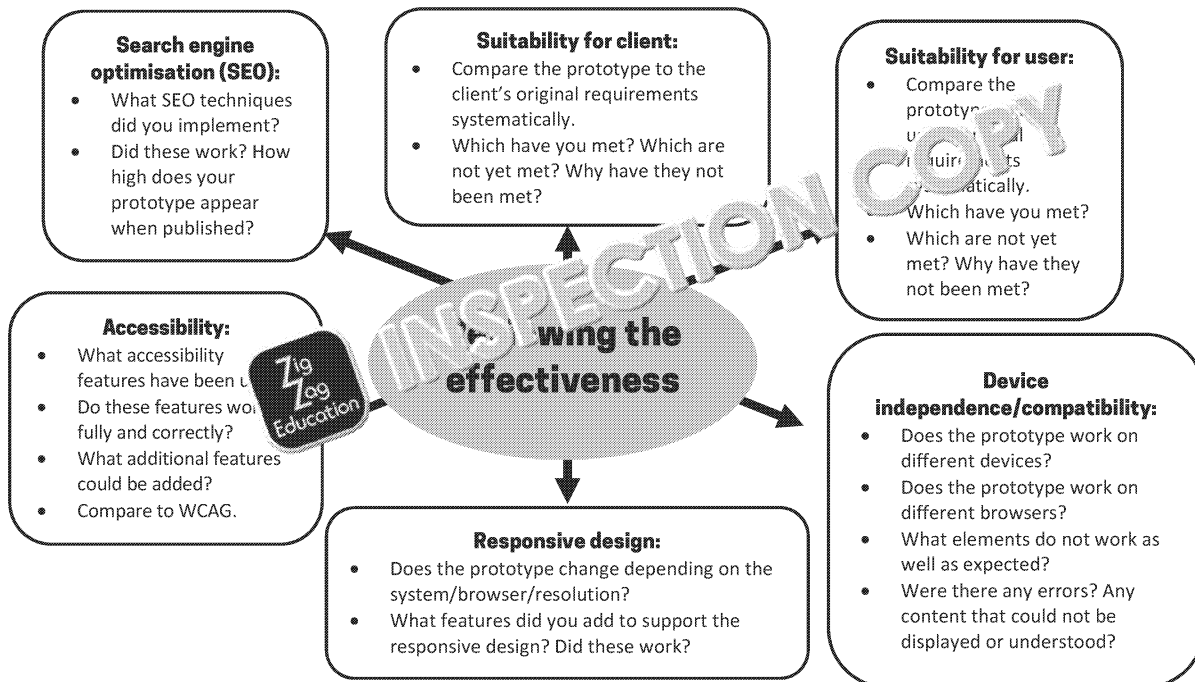 Search engine
optimisation (SEO):
• What SEO techniques
did you implement?
• Did these work? How
high does your
prototype appear
when published?
Suitability for client:
• Compare the prototype to the
client's original requirements
systematically.
• Which have you met? Which are
not yet met? Why have they not
been met?
Suitability for user:
• Compare the
• Which have you met?
• Which are not yet
met? Why have they
not been met?
Accessibility:
• What accessibility
features have been
• Do these features
fully and correctly?
• What additional features
could be added?
• Compare to WCAG.
wing the
effectiveness
Zig
Zag
Education
INSPECTION COPY
Responsive design:
• Does the prototype change depending on the
system/browser/resolution?
• What features did you add to support the
responsive design? Did these work?
Device
independence/compatibility:
• Does the prototype work on
different devices?
• Does the prototype work on
different browsers?
• What elements do not work as
well as expected?
• Were there any errors? Any
content that could not be
displayed or understood?